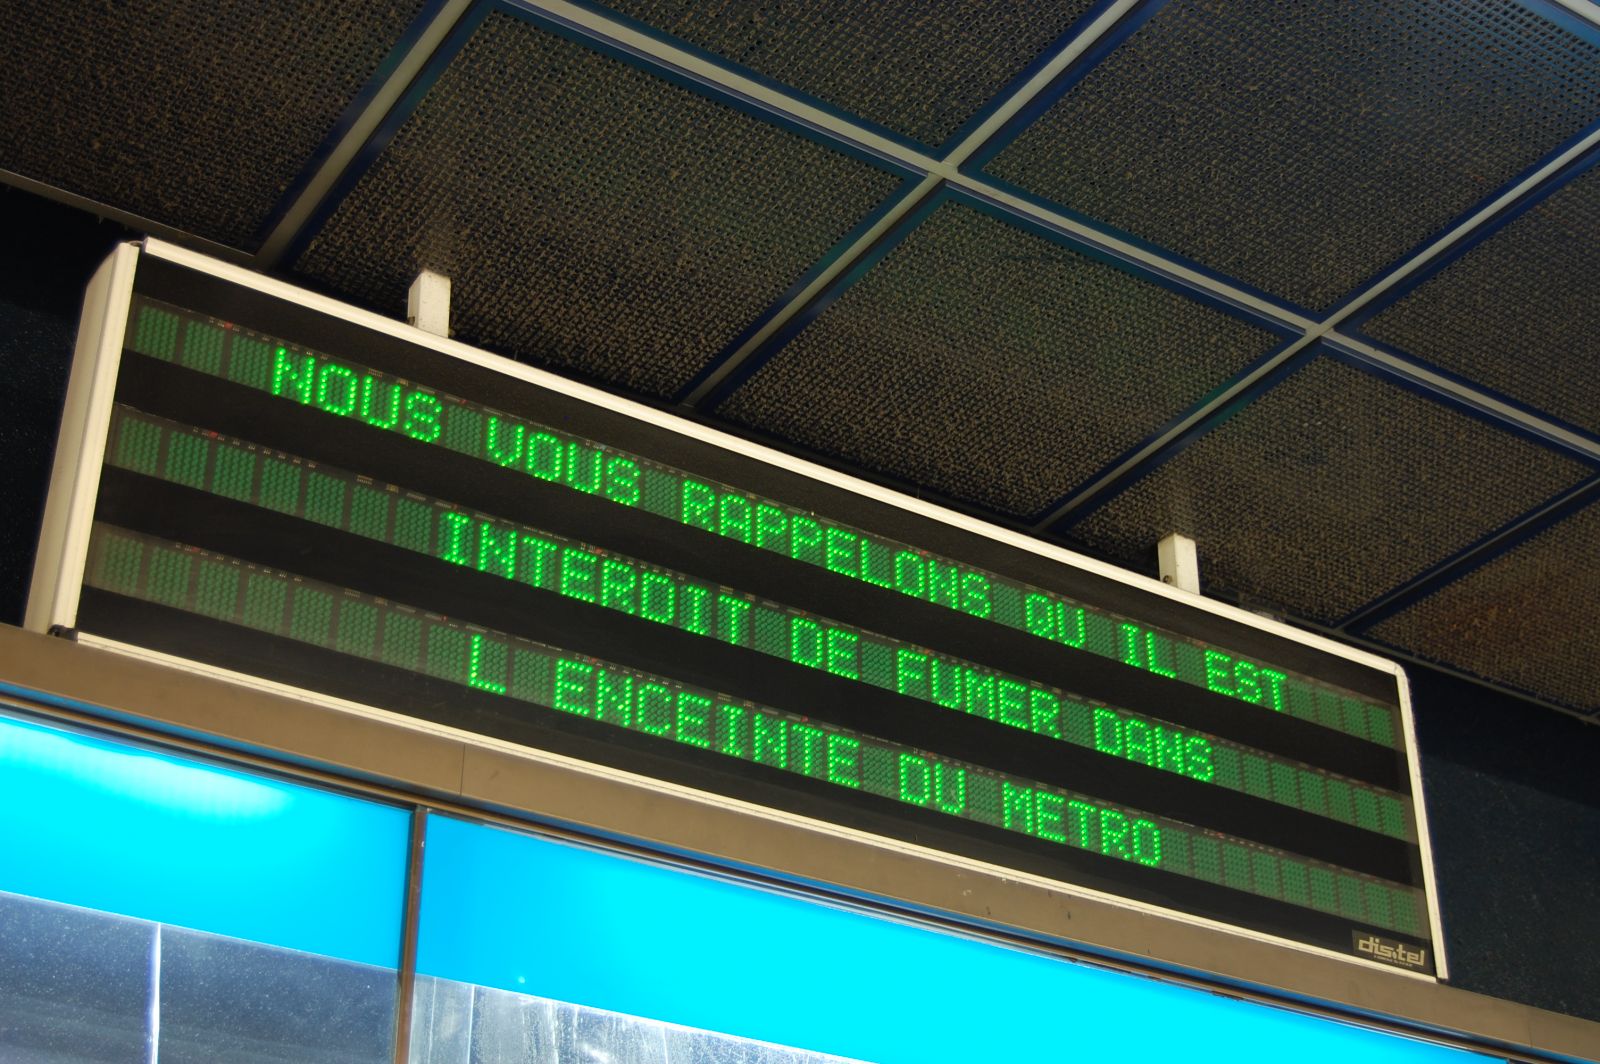 NOUS VOUS RAPPELONS QU IL EST
INTERDIT DE FUMER DANS
L ENCEINTE DU METRO
distel